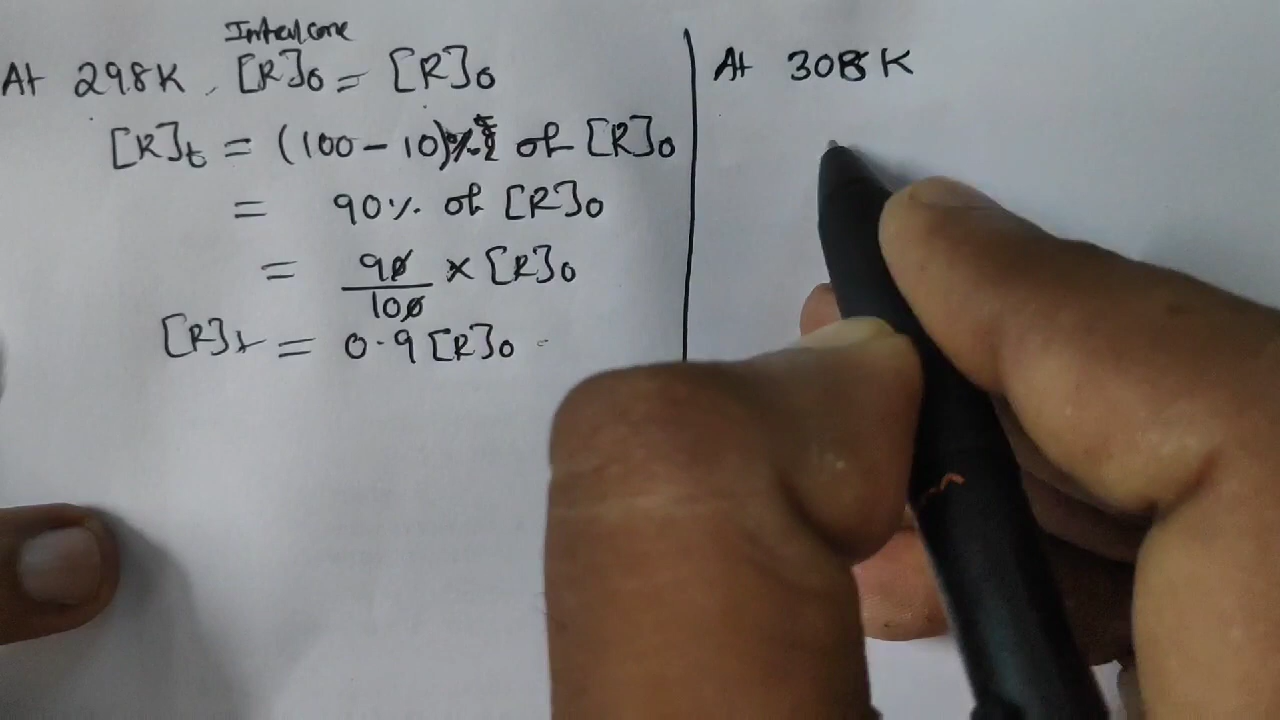 Intial conc
At 298K, [R]0 = [R]0
[R]t = (100 - 10)% of [R]0
= 90% of [R]0
= 90/100 × [R]0
[R]t = 0.9 [R]0
At 308K